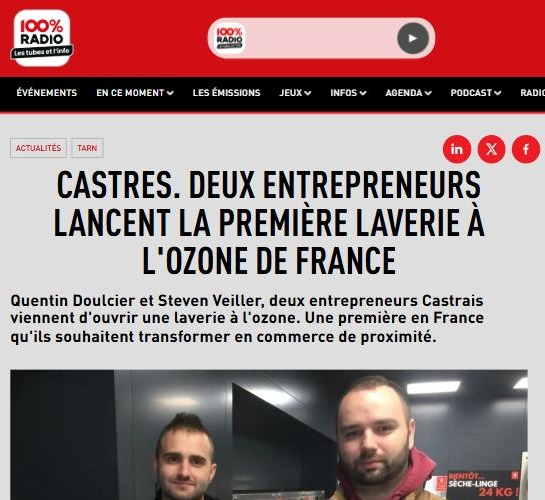 100%
RADIO
Les tubes et l'info
100%
RADIO
ÉVÉNEMENTS EN CE MOMENT LES ÉMISSIONS JEUX INFOS AGENDA PODCAST RADIO
ACTUALITÉS TARN
CASTRES. DEUX ENTREPRENEURS
LANCENT LA PREMIÈRE LAVERIE À
L'OZONE DE FRANCE
Quentin Doulcier et Steven Veiller, deux entrepreneurs Castrais
viennent d'ouvrir une laverie à l'ozone. Une première en France
qu'ils souhaitent transformer en commerce de proximité.
BIENTÔT...
SÈCHE-LINGE
24 KG !